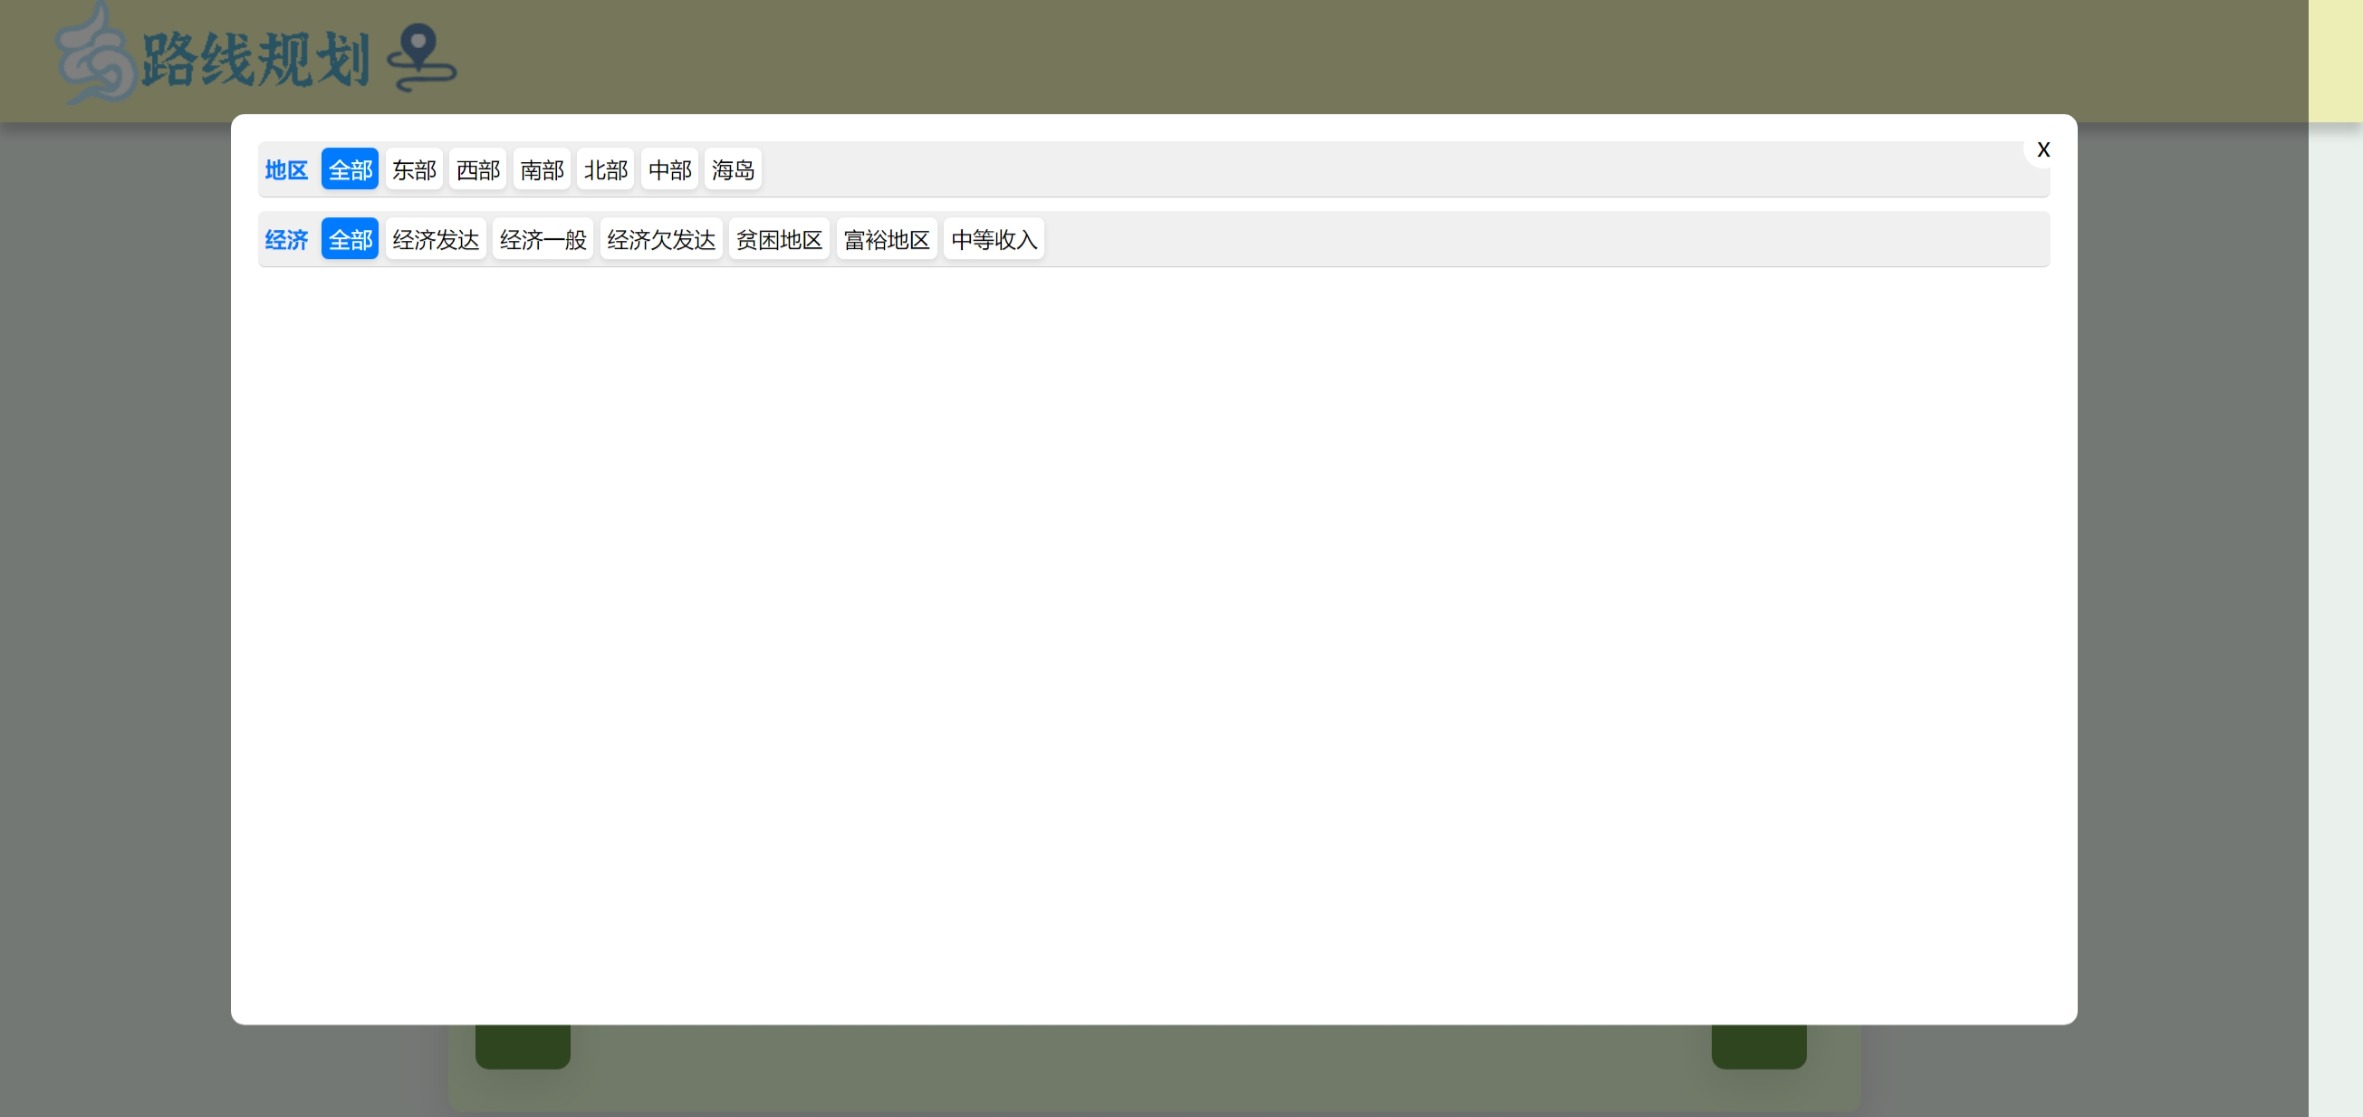 路线规划
X
地区 全部 东部 西部 南部 北部 中部 海岛
经济 全部 经济发达 经济一般 经济欠发达 贫困地区 富裕地区 中等收入